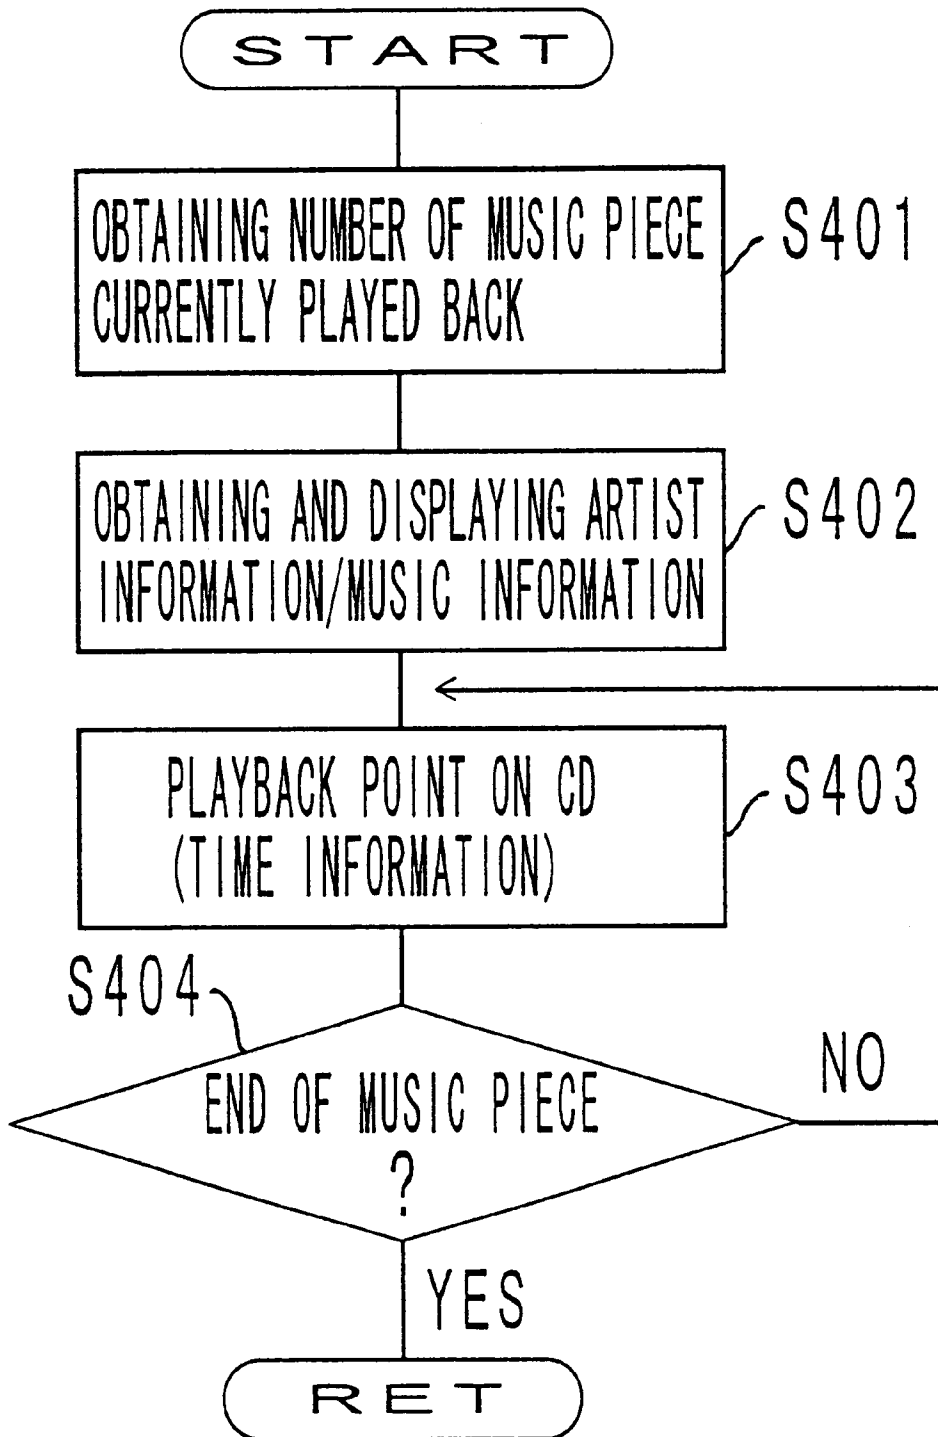 START
OBTAINING NUMBER OF MUSIC PIECE
CURRENTLY PLAYED BACK
S401
OBTAINING AND DISPLAYING ARTIST
INFORMATION/MUSIC INFORMATION
S402
PLAYBACK POINT ON CD
(TIME INFORMATION)
S403
S404
END OF MUSIC PIECE
?
NO
YES
RET